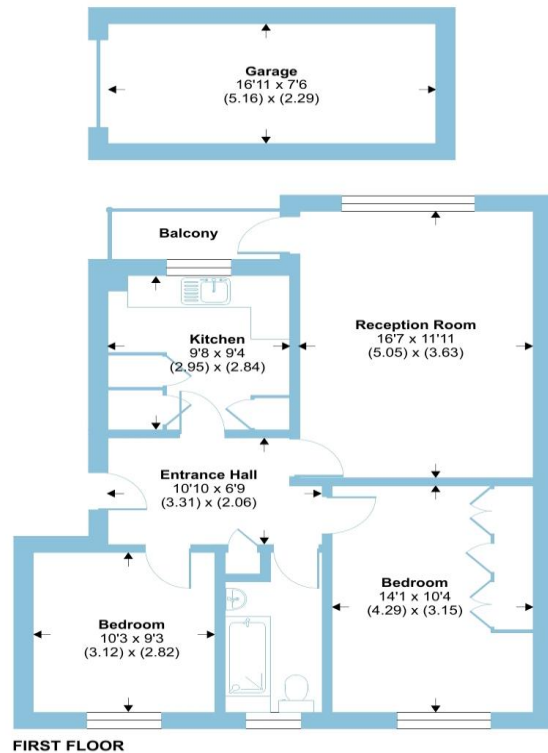 Garage
16'11 x 7'6
(5.16) x (2.29)
Balcony
Kitchen
9'8 x 9'4
(2.95) x (2.84)
Reception Room
16'7 x 11'11
(5.05) x (3.63)
Entrance Hall
10'10 x 6'9
(3.31) x (2.06)
Bedroom
14'1 x 10'4
(4.29) x (3.15)
Bedroom
10'3 x 9'3
(3.12) x (2.82)
FIRST FLOOR